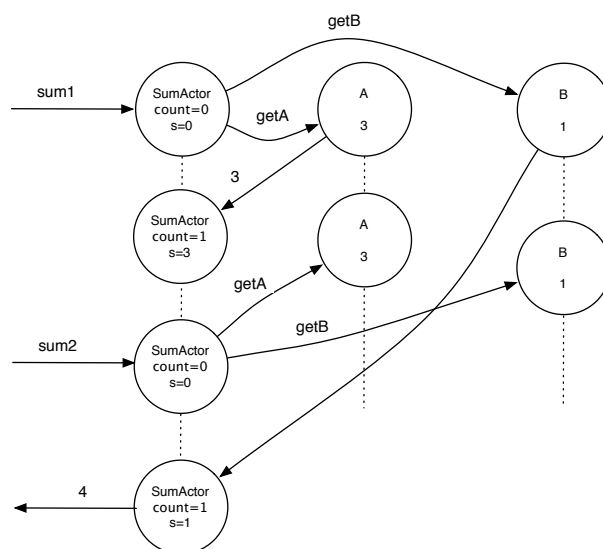 getB
sum1
SumActor
count=0
s=0
getA
A
3
B
1
3
SumActor
count=1
s=3
A
3
getA
B
1
getB
sum2
SumActor
count=0
s=0
4
SumActor
count=1
s=1